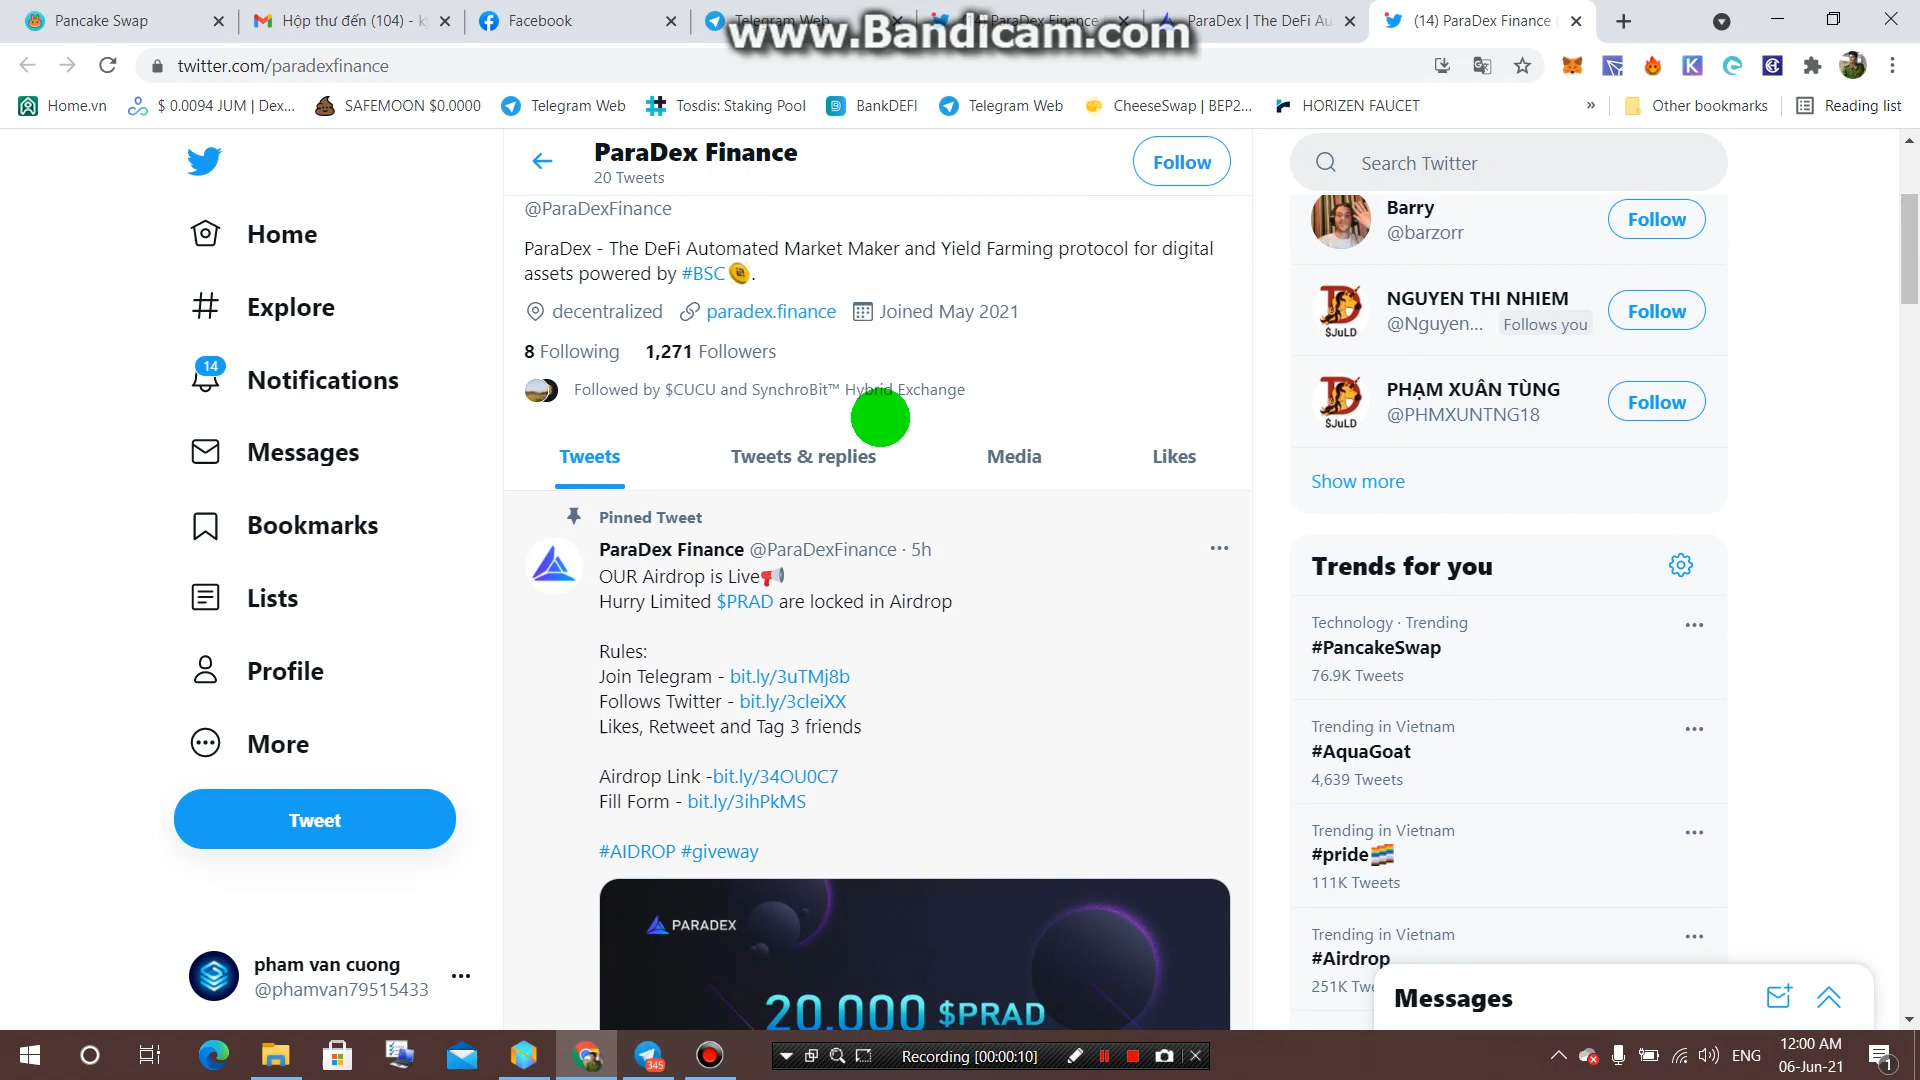 Pancake Swap
Hộp thư đến (104) - k
Facebook
Telegram Web
(14) ParaDex Finance
ParaDex | The DeFi Au
(14) ParaDex Finance (
www.Bandicam.com
twitter.com/paradexfinance
Home.vn
$ 0.0094 JUM | Dex...
SAFEMOON $0.0000
Telegram Web
Tosdis: Staking Pool
BankDEFI
Telegram Web
CheeseSwap | BEP2...
HORIZEN FAUCET
»
Other bookmarks
Reading list
Home
Explore
14
Notifications
Messages
Bookmarks
Lists
Profile
More
Tweet
pham van cuong
@phamvan79515433
ParaDex Finance
20 Tweets
Follow
@ParaDexFinance
ParaDex - The DeFi Automated Market Maker and Yield Farming protocol for digital
assets powered by #BSC.
decentralized paradex.finance Joined May 2021
8 Following 1,271 Followers
Followed by $CUCU and SynchroBit™ Hybrid Exchange
Tweets Tweets & replies Media Likes
Pinned Tweet
ParaDex Finance @ParaDexFinance · 5h
OUR Airdrop is Live📢
Hurry Limited $PRAD are locked in Airdrop
Rules:
Join Telegram - bit.ly/3uTMj8b
Follows Twitter - bit.ly/3cleiXX
Likes, Retweet and Tag 3 friends
Airdrop Link -bit.ly/34OU0C7
Fill Form - bit.ly/3ihPkMS
#AIDROP #giveway
PARADEX
20.000 $PRAD
Search Twitter
Barry
@barzorr
Follow
NGUYEN THI NHIEM
@Nguyen... Follows you
Follow
$JuLD
PHẠM XUÂN TÙNG
@PHMXUNTNG18
Follow
$JuLD
Show more
Trends for you
Technology · Trending
#PancakeSwap
76.9K Tweets
Trending in Vietnam
#AquaGoat
4,639 Tweets
Trending in Vietnam
#pride🏳️‍🌈
111K Tweets
Trending in Vietnam
#Airdrop
Messages
345
Recording [00:00:10]
ENG
12:00 AM
06-Jun-21
1